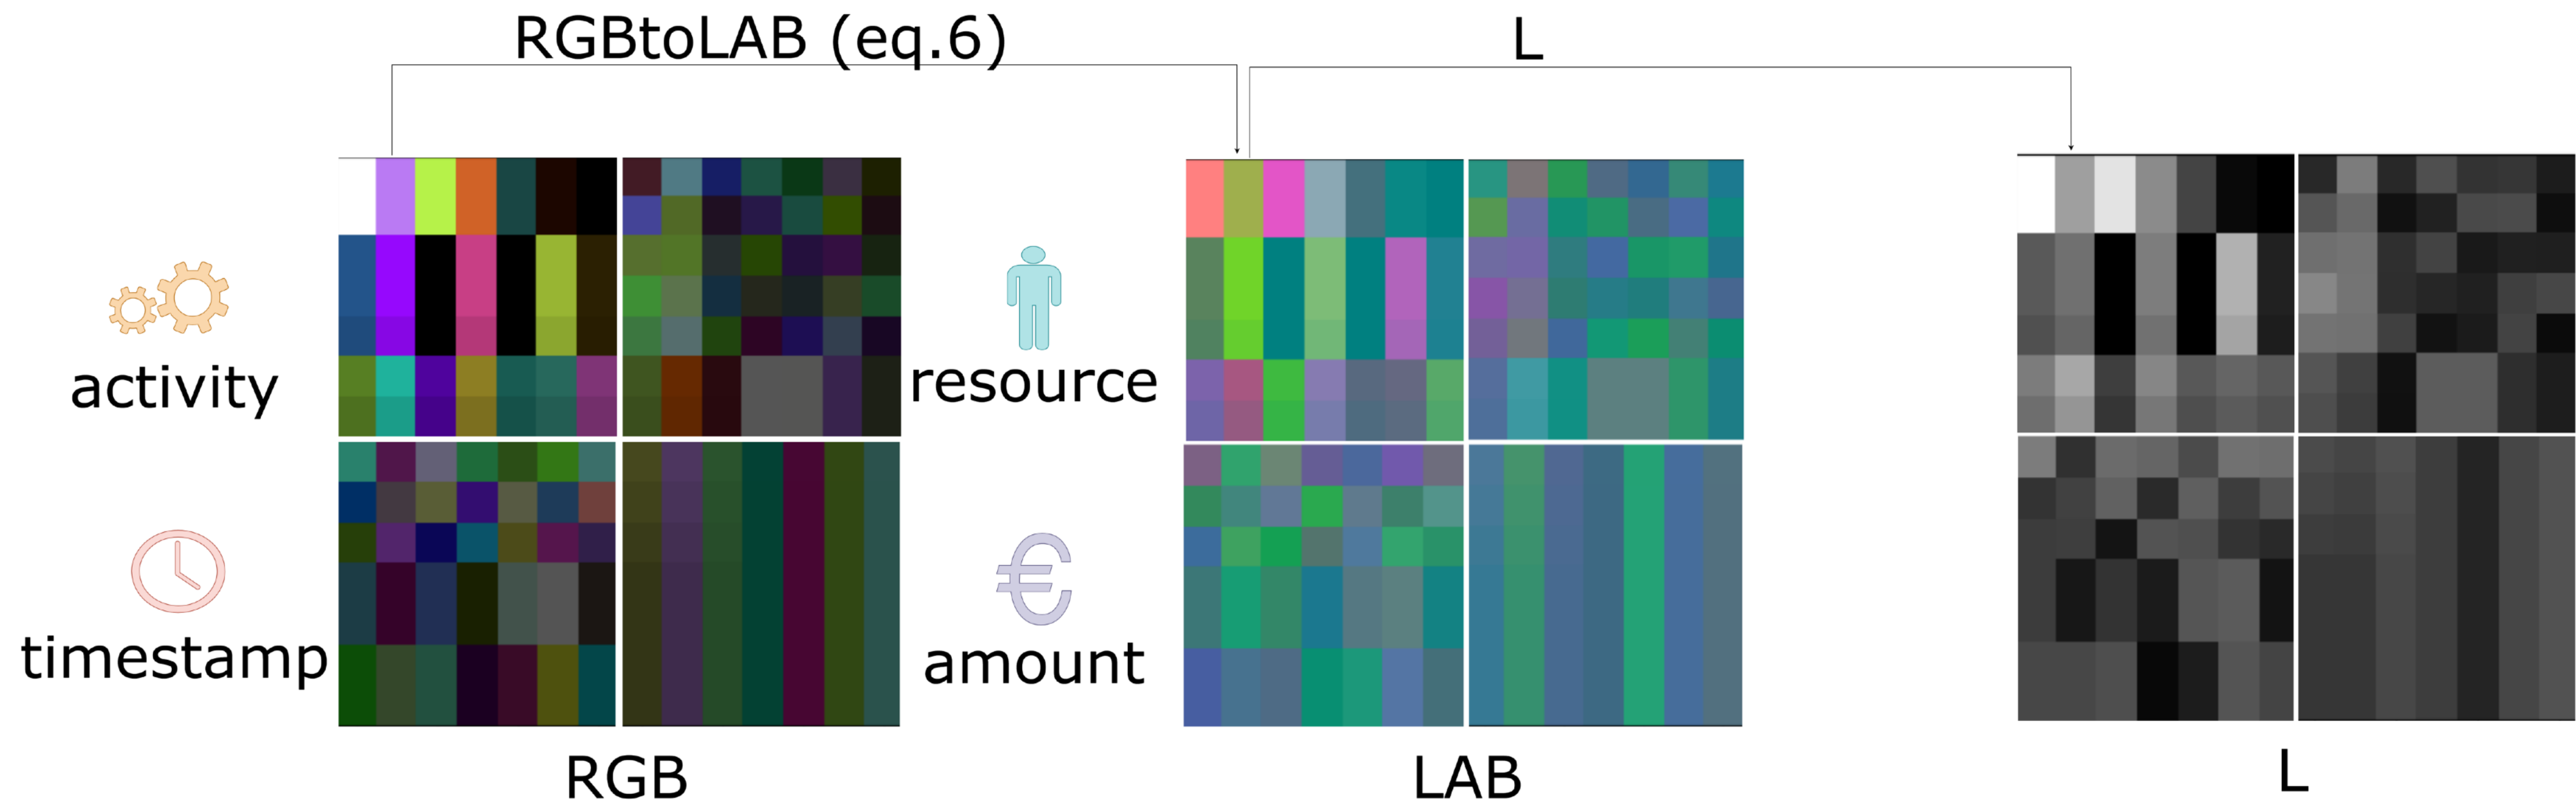 RGBtoLAB (eq.6)
L
activity
resource
timestamp
amount
RGB
LAB
L